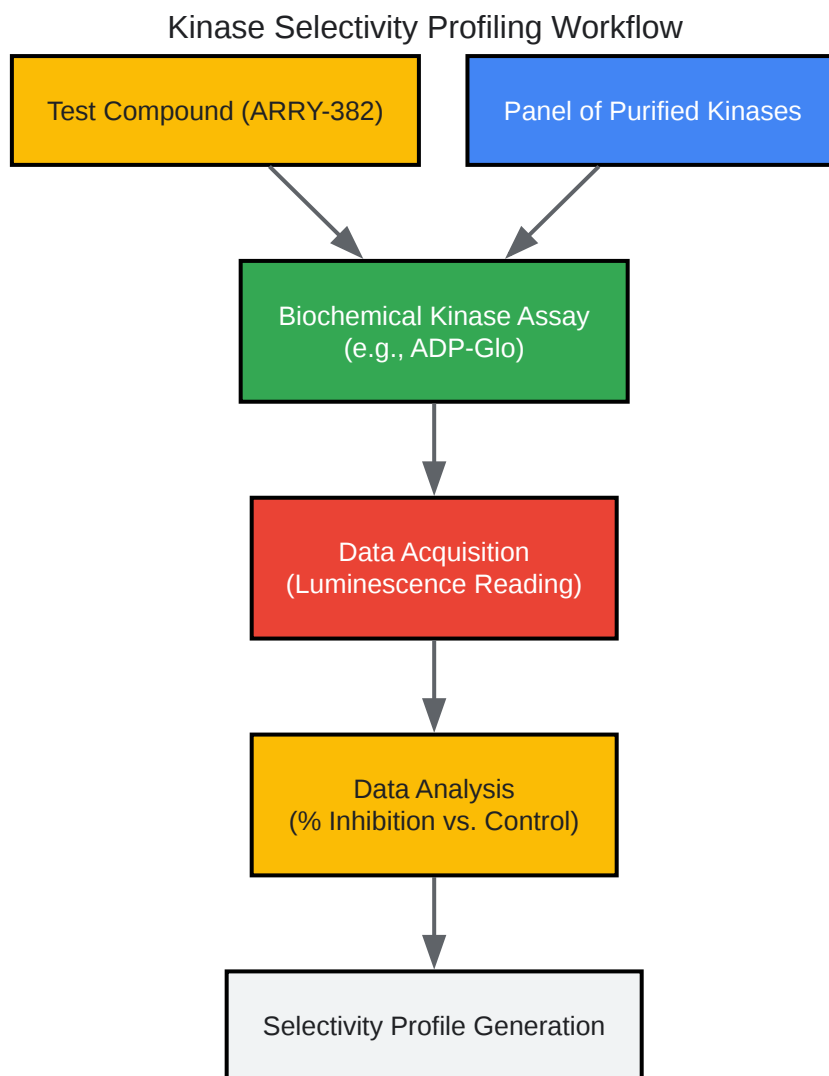 Kinase Selectivity Profiling Workflow
Test Compound (ARRY-382)
Panel of Purified Kinases
Biochemical Kinase Assay
(e.g., ADP-Glo)
Data Acquisition
(Luminescence Reading)
Data Analysis
(% Inhibition vs. Control)
Selectivity Profile Generation